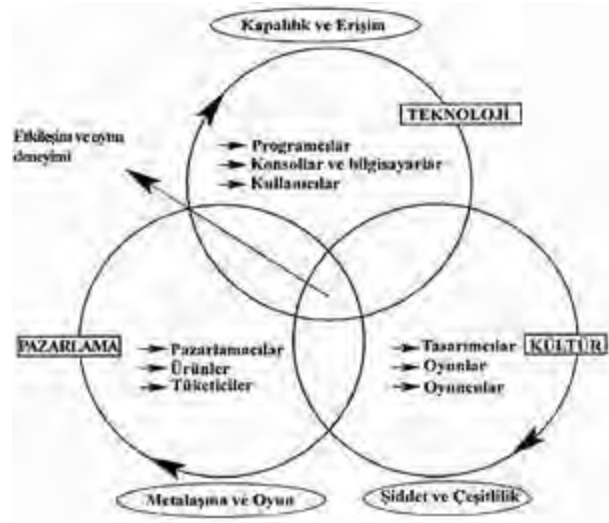 Kapalılık ve Erişim
TEKNOLOJİ
Etkileşim ve oyun
deneyimi
Programcılar
Konsollar ve bilgisayarlar
Kullanıcılar
PAZARLAMA
Pazarlamacılar
Ürünler
Tüketiciler
Tasarımcılar
Oyunlar
Oyuncular
KÜLTÜR
Metalaşma ve Oyun
Şiddet ve Çeşitlilik